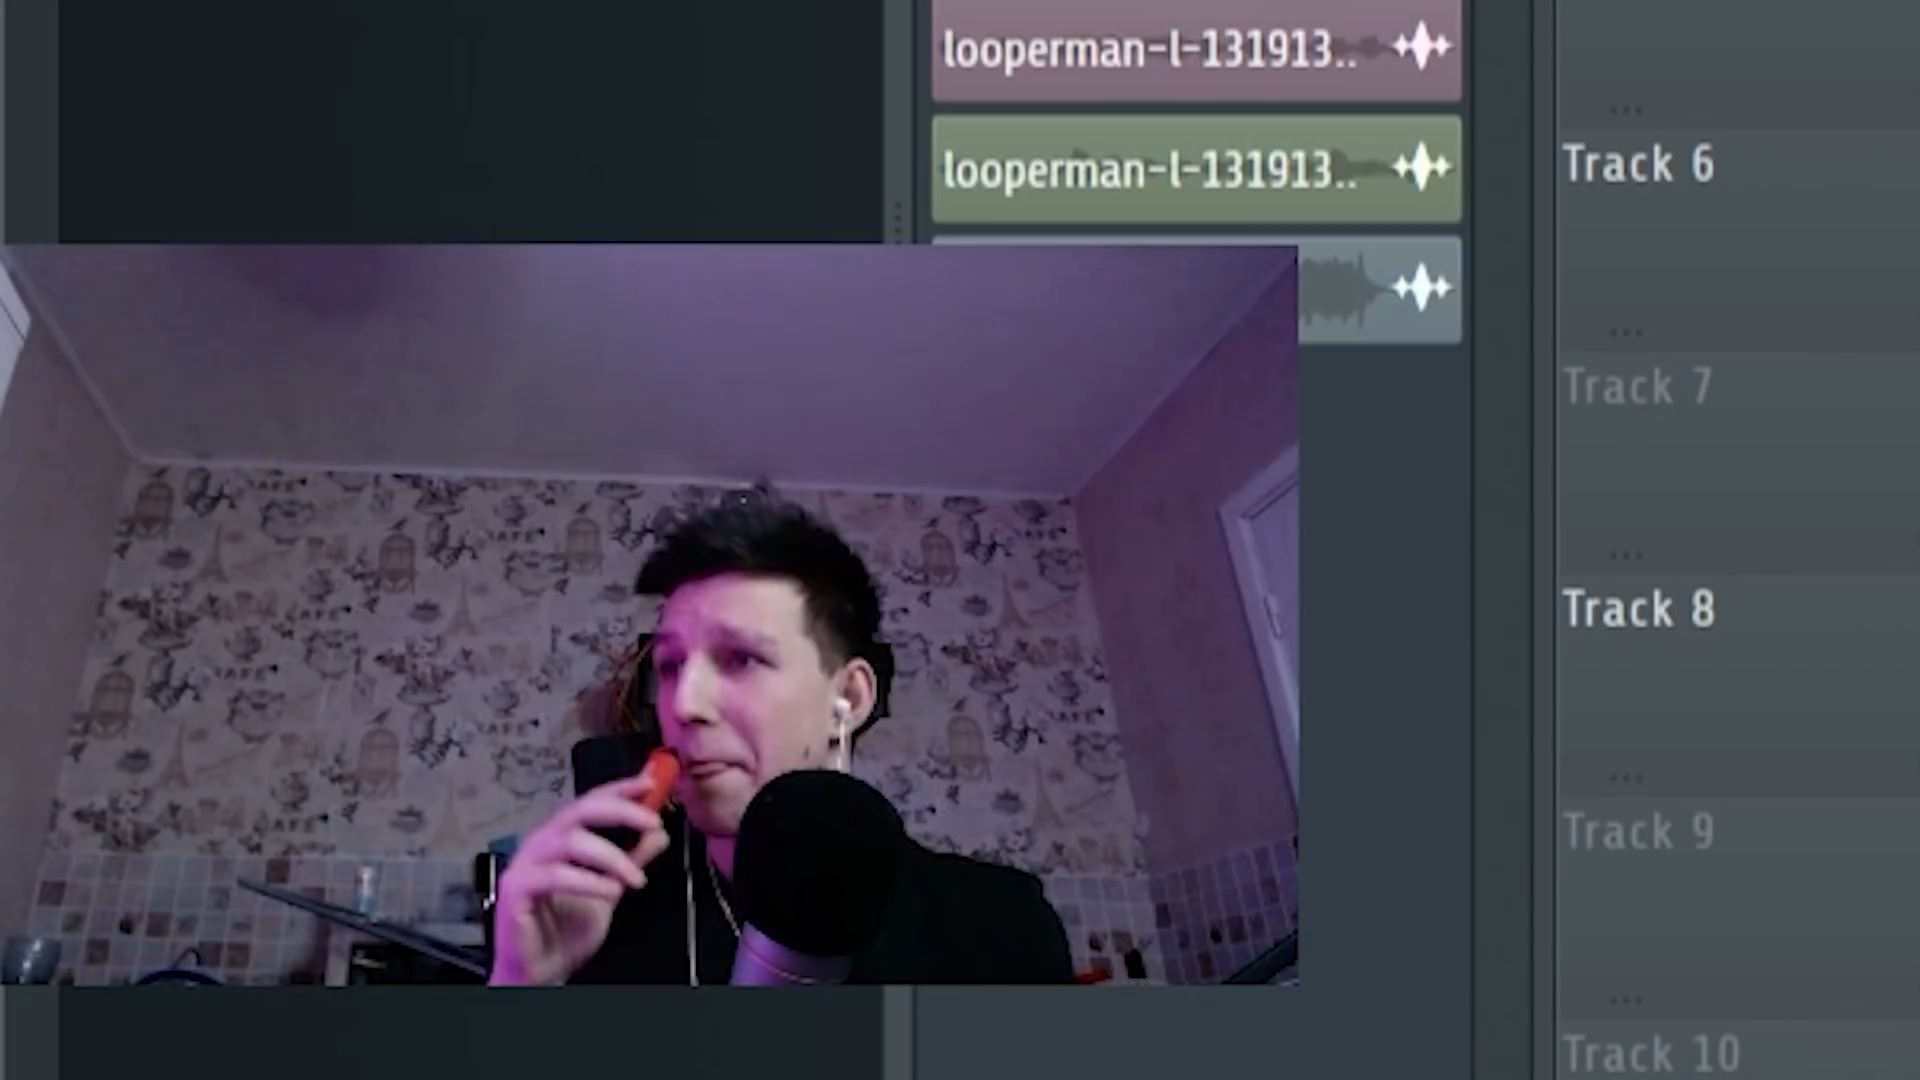 looperman-l-131913..
looperman-l-131913..
Track 6
Track 7
Track 8
Track 9
Track 10